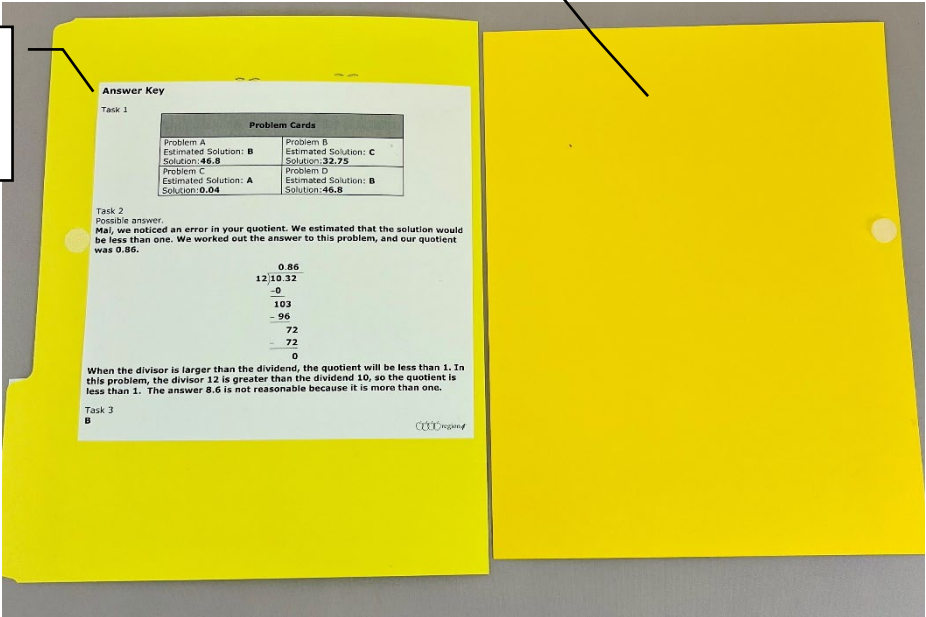 Answer Key
Task 1
Problem Cards
Problem A
Estimated Solution: B
Solution:46.8
Problem B
Estimated Solution: C
Solution:32.75
Problem C
Estimated Solution: A
Solution:0.04
Problem D
Estimated Solution: B
Solution:46.8
Task 2
Possible answer.
Mai, we noticed an error in your quotient. We estimated that the solution would
be less than one. We worked out the answer to this problem, and our quotient
was 0.86.
0.86
12)10.32
-0
103
- 96
72
- 72
0
When the divisor is larger than the dividend, the quotient will be less than 1. In
this problem, the divisor 12 is greater than the dividend 10, so the quotient is
less than 1. The answer 8.6 is not reasonable because it is more than one.
Task 3
B
region4